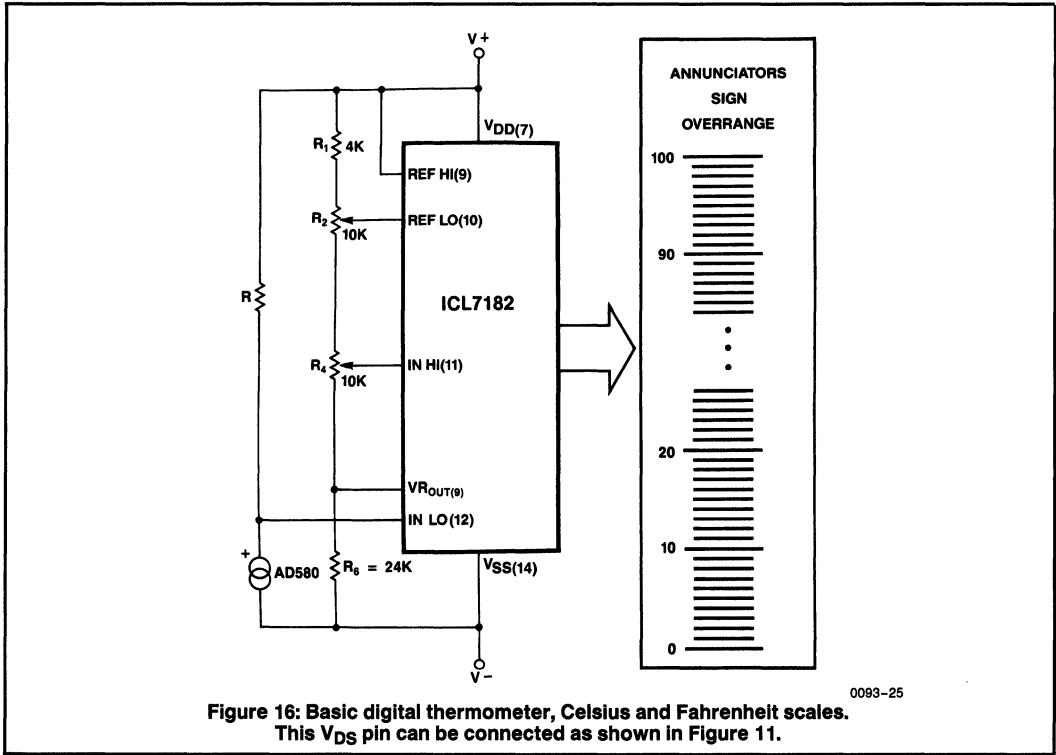 V+
VDD(7)
R1 4K
REF HI(9)
R2 10K
REF LO(10)
R
ICL7182
R4 10K
IN HI(11)
VROUT(9)
IN LO(12)
+
AD580
R6 = 24K
VSS(14)
V-
ANNUNCIATORS
SIGN
OVERRANGE
100
90
20
10
0
0093-25
Figure 16: Basic digital thermometer, Celsius and Fahrenheit scales.
This VDS pin can be connected as shown in Figure 11.